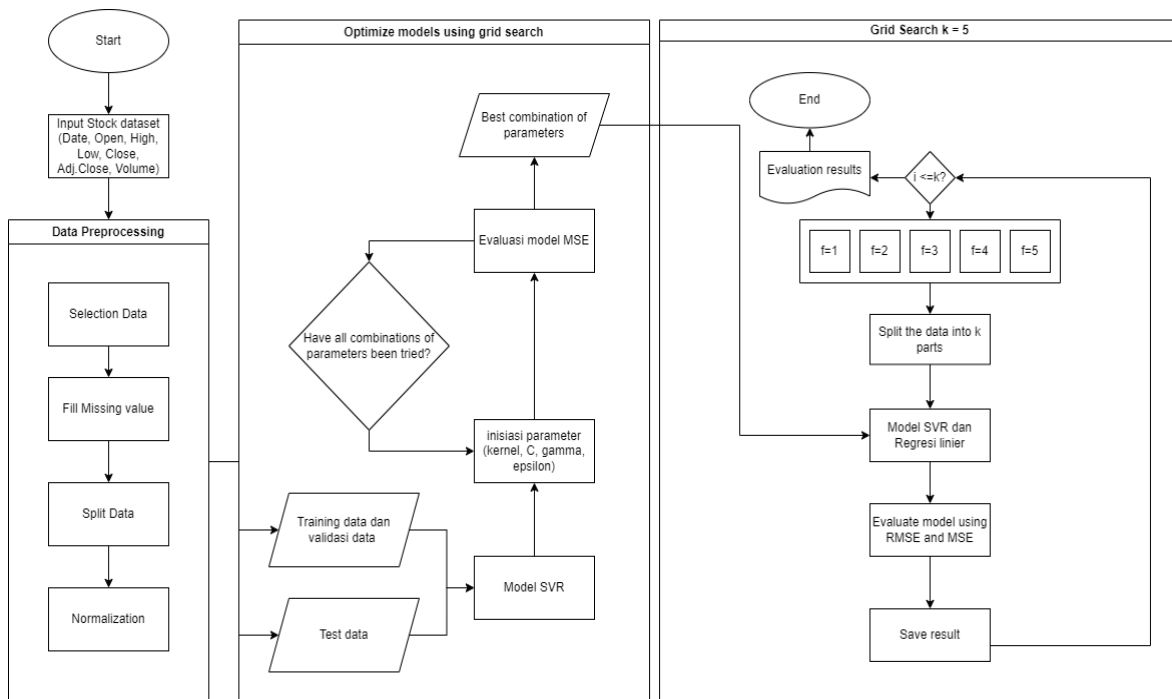 Start
Input Stock dataset
(Date, Open, High,
Low, Close,
Adj.Close, Volume)
Data Preprocessing
Selection Data
Fill Missing value
Split Data
Normalization
Optimize models using grid search
Best combination of
parameters
Evaluasi model MSE
Have all combinations of
parameters been tried?
inisiasi parameter
(kernel, C, gamma,
epsilon)
Training data dan
validasi data
Model SVR
Test data
Grid Search k = 5
End
Evaluation results
i <=k?
f=1
f=2
f=3
f=4
f=5
Split the data into k
parts
Model SVR dan
Regresi linier
Evaluate model using
RMSE and MSE
Save result